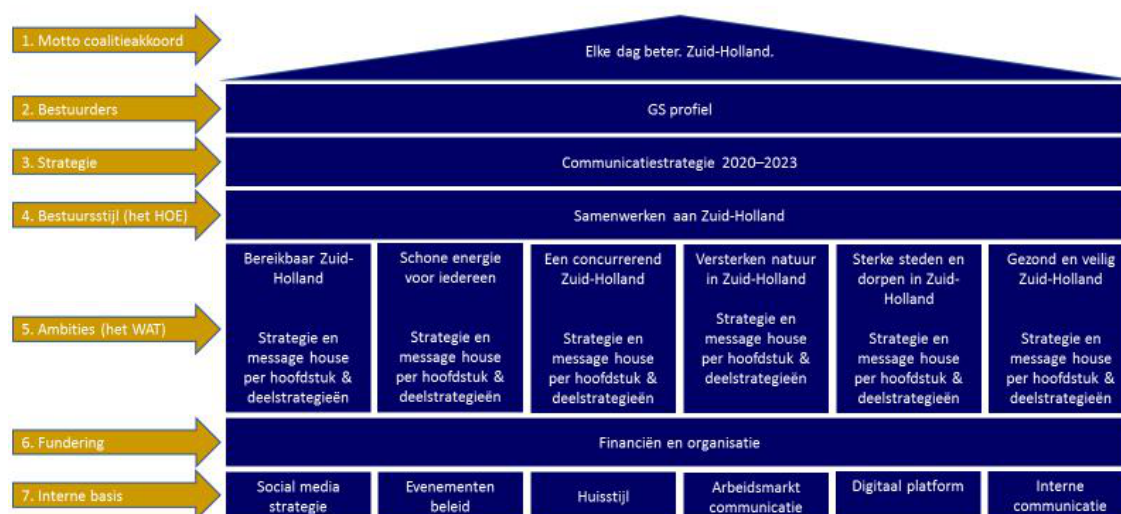 1. Motto coalitieakkoord
Elke dag beter. Zuid-Holland.
2. Bestuurders
GS profiel
3. Strategie
Communicatiestrategie 2020–2023
4. Bestuursstijl (het HOE)
Samenwerken aan Zuid-Holland
5. Ambities (het WAT)
Bereikbaar Zuid-
Holland
Strategie en
message house
per hoofdstuk &
deelstrategieën
Schone energie
voor iedereen
Strategie en
message house
per hoofdstuk &
deelstrategieën
Een concurrerend
Zuid-Holland
Strategie en
message house
per hoofdstuk &
deelstrategieën
Versterken natuur
in Zuid-Holland
Strategie en
message house
per hoofdstuk &
deelstrategieën
Sterke steden en
dorpen in Zuid-
Holland
Strategie en
message house
per hoofdstuk &
deelstrategieën
Gezond en veilig
Zuid-Holland
Strategie en
message house
per hoofdstuk &
deelstrategieën
6. Fundering
Financiën en organisatie
7. Interne basis
Social media
strategie
Evenementen
beleid
Huisstijl
Arbeidsmarkt
communicatie
Digitaal platform
Interne
communicatie